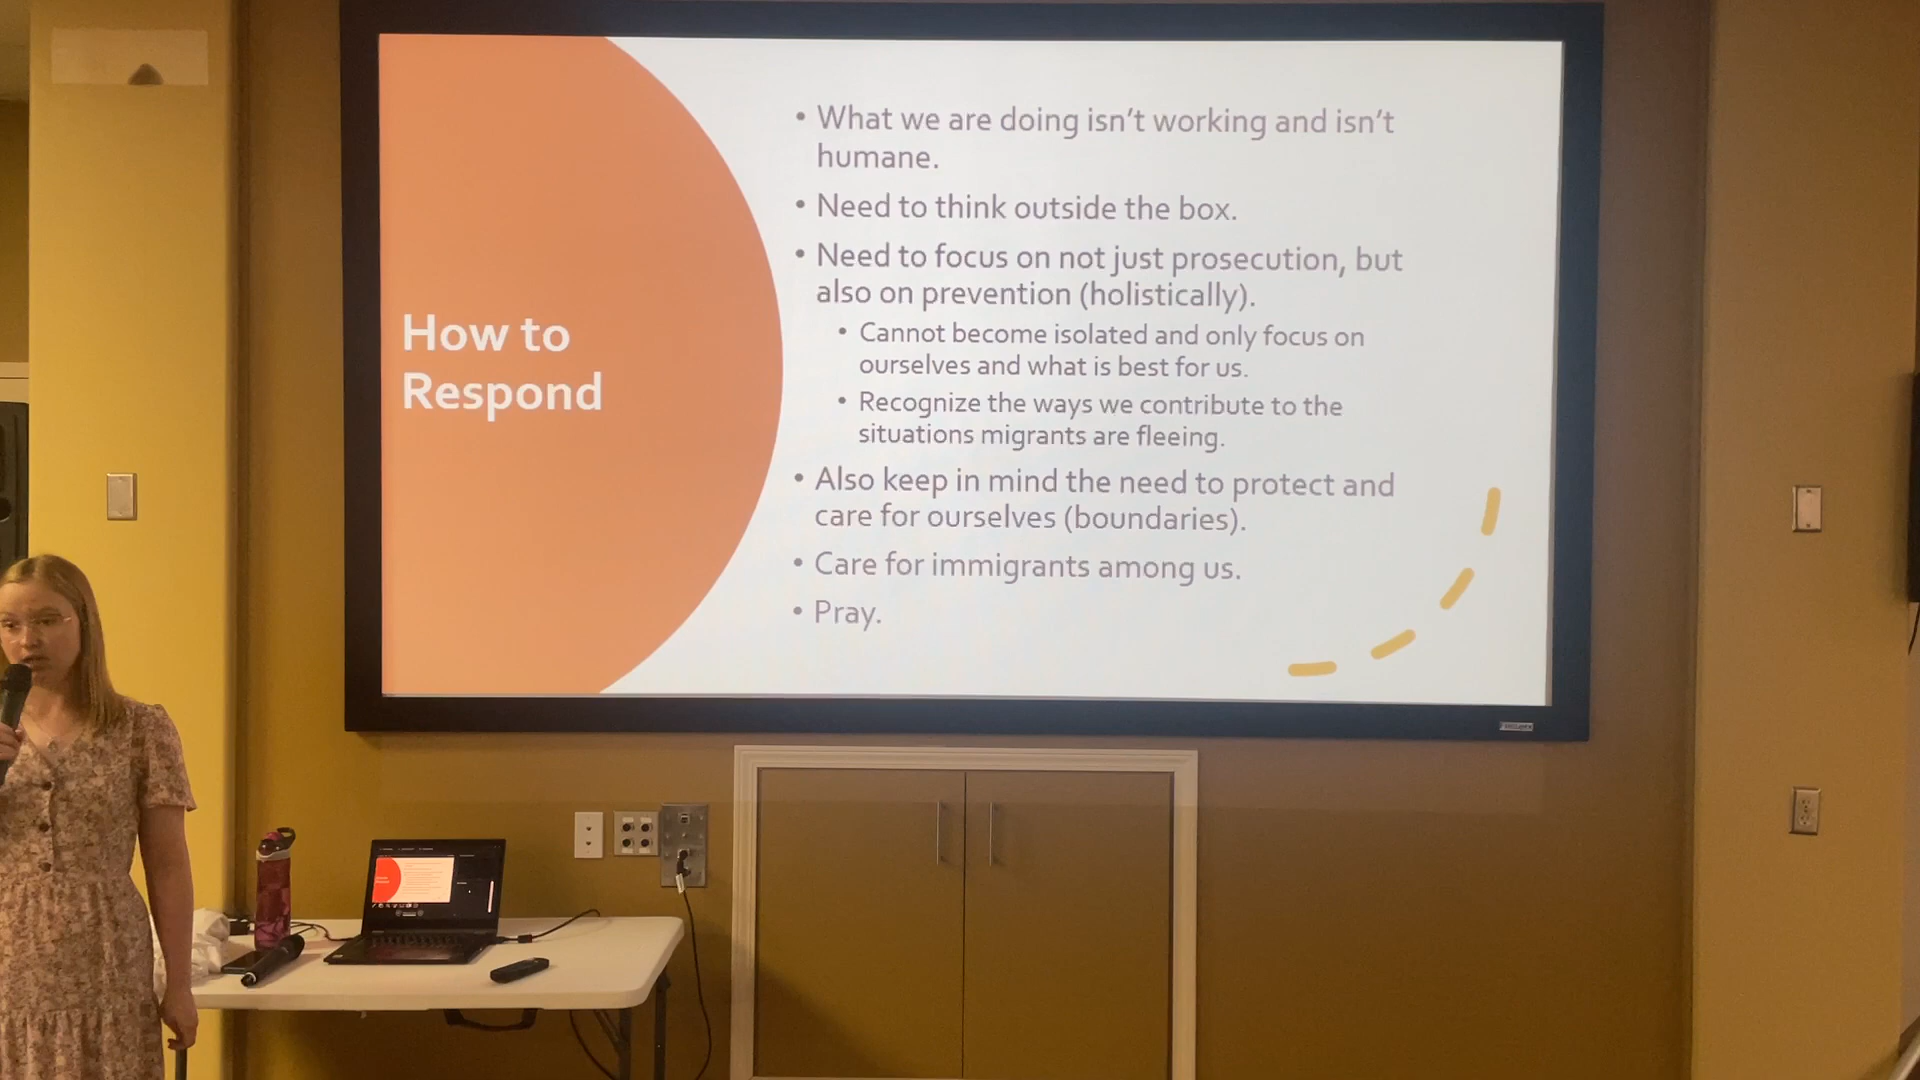 How to
Respond
• What we are doing isn't working and isn't
humane.
• Need to think outside the box.
• Need to focus on not just prosecution, but
also on prevention (holistically).
• Cannot become isolated and only focus on
ourselves and what is best for us.
• Recognize the ways we contribute to the
situations migrants are fleeing.
• Also keep in mind the need to protect and
care for ourselves (boundaries).
• Care for immigrants among us.
• Pray.